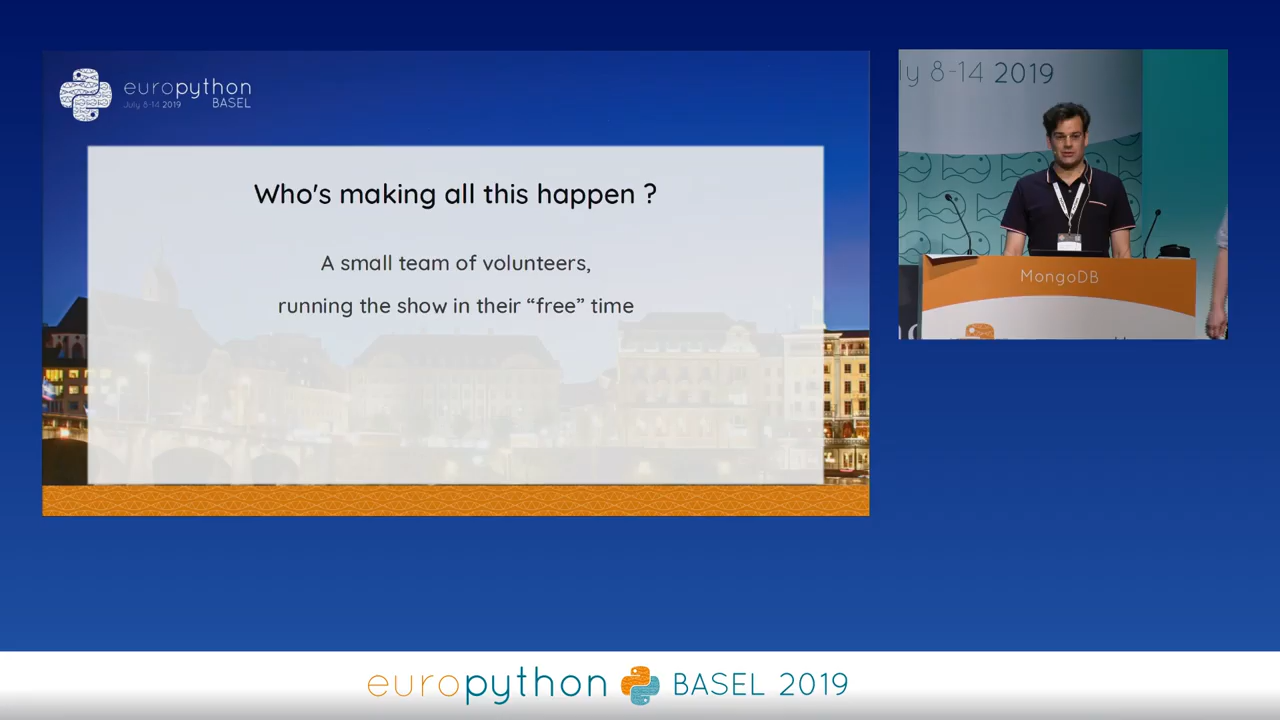 europython
July 8-14 2019 BASEL
Who's making all this happen ?
A small team of volunteers,
running the show in their “free” time
ly 8-14 2019
MongoDB
europython BASEL 2019